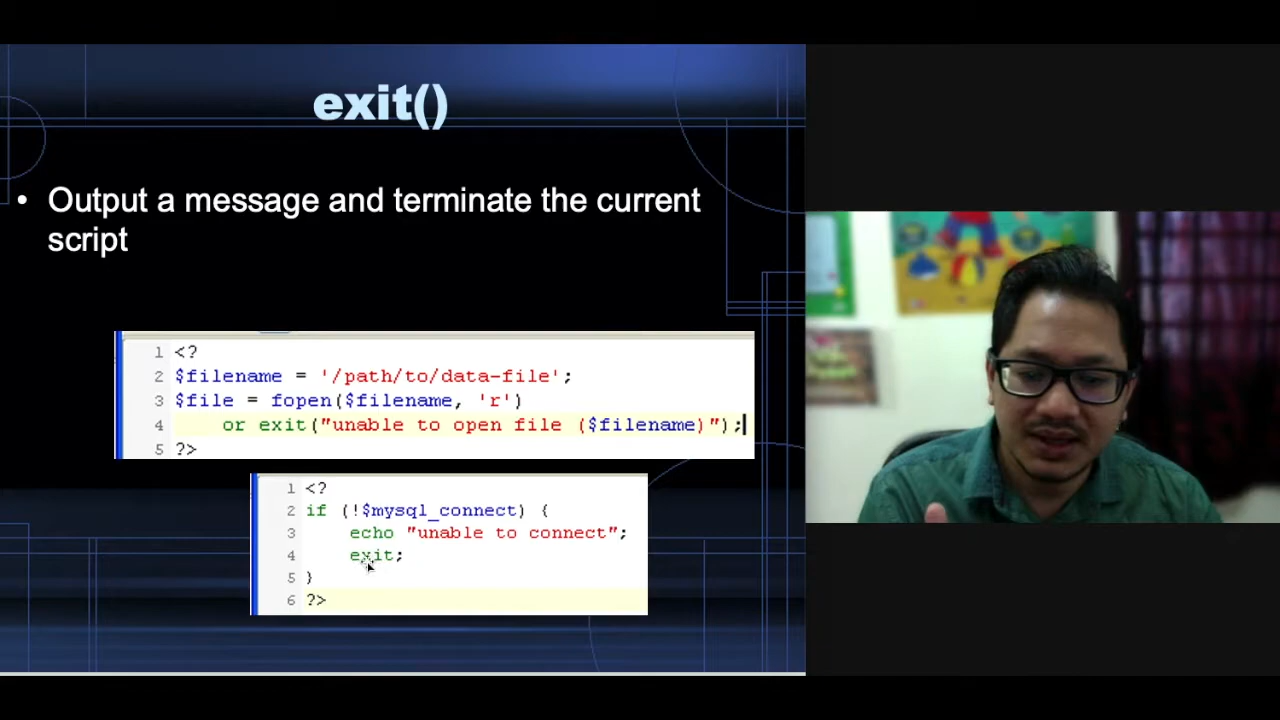 exit()
• Output a message and terminate the current
script
1 <?
2 $filename = '/path/to/data-file';
3 $file = fopen($filename, 'r')
4 or exit("unable to open file ($filename)");
5 ?>
1 <?
2 if (!$mysql_connect) {
3 echo "unable to connect";
4 exit;
5 }
6 ?>